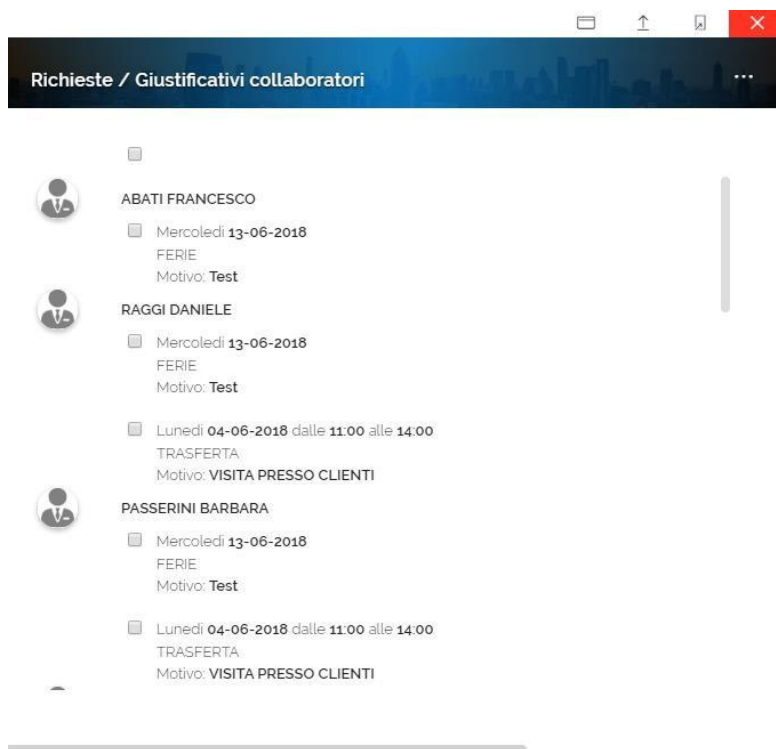 Richieste / Giustificativi collaboratori
ABATI FRANCESCO
Mercoledì 13-06-2018
FERIE
Motivo: Test
RAGGI DANIELE
Mercoledì 13-06-2018
FERIE
Motivo: Test
Lunedì 04-06-2018 dalle 11:00 alle 14:00
TRASFERTA
Motivo: VISITA PRESSO CLIENTI
PASSERINI BARBARA
Mercoledì 13-06-2018
FERIE
Motivo: Test
Lunedì 04-06-2018 dalle 11:00 alle 14:00
TRASFERTA
Motivo: VISITA PRESSO CLIENTI